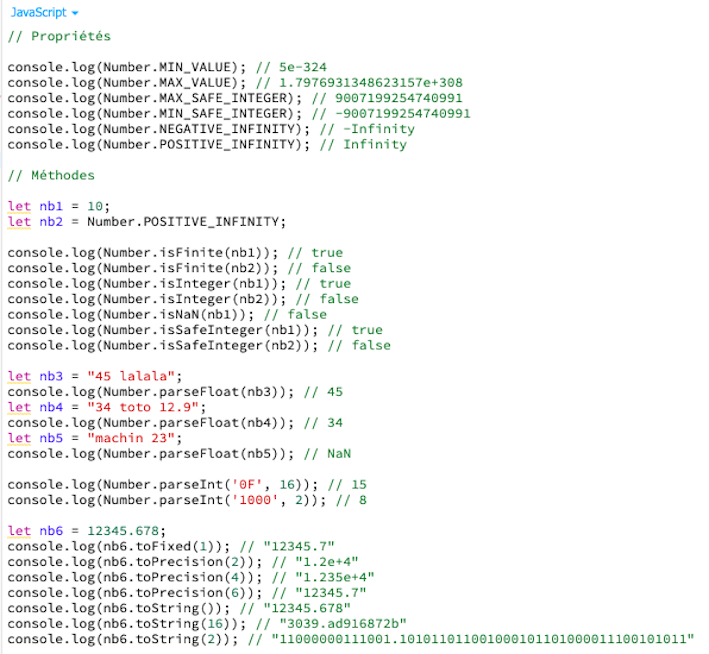 JavaScript
// Propriétés
console.log(Number.MIN_VALUE); // 5e-324
console.log(Number.MAX_VALUE); // 1.7976931348623157e+308
console.log(Number.MAX_SAFE_INTEGER); // 9007199254740991
console.log(Number.MIN_SAFE_INTEGER); // -9007199254740991
console.log(Number.NEGATIVE_INFINITY); // -Infinity
console.log(Number.POSITIVE_INFINITY); // Infinity
// Méthodes
let nb1 = 10;
let nb2 = Number.POSITIVE_INFINITY;
console.log(Number.isFinite(nb1)); // true
console.log(Number.isFinite(nb2)); // false
console.log(Number.isInteger(nb1)); // true
console.log(Number.isInteger(nb2)); // false
console.log(Number.isNaN(nb1)); // false
console.log(Number.isSafeInteger(nb1)); // true
console.log(Number.isSafeInteger(nb2)); // false
let nb3 = "45 lalala";
console.log(Number.parseFloat(nb3)); // 45
let nb4 = "34 toto 12.9";
console.log(Number.parseFloat(nb4)); // 34
let nb5 = "machin 23";
console.log(Number.parseFloat(nb5)); // NaN
console.log(Number.parseInt('0F', 16)); // 15
console.log(Number.parseInt('1000', 2)); // 8
let nb6 = 12345.678;
console.log(nb6.toFixed(1)); // "12345.7"
console.log(nb6.toPrecision(2)); // "1.2e+4"
console.log(nb6.toPrecision(4)); // "1.235e+4"
console.log(nb6.toPrecision(6)); // "12345.7"
console.log(nb6.toString()); // "12345.678"
console.log(nb6.toString(16)); // "3039.ad916872b"
console.log(nb6.toString(2)); // "11000000111001.101011011001000101101000011100101011"